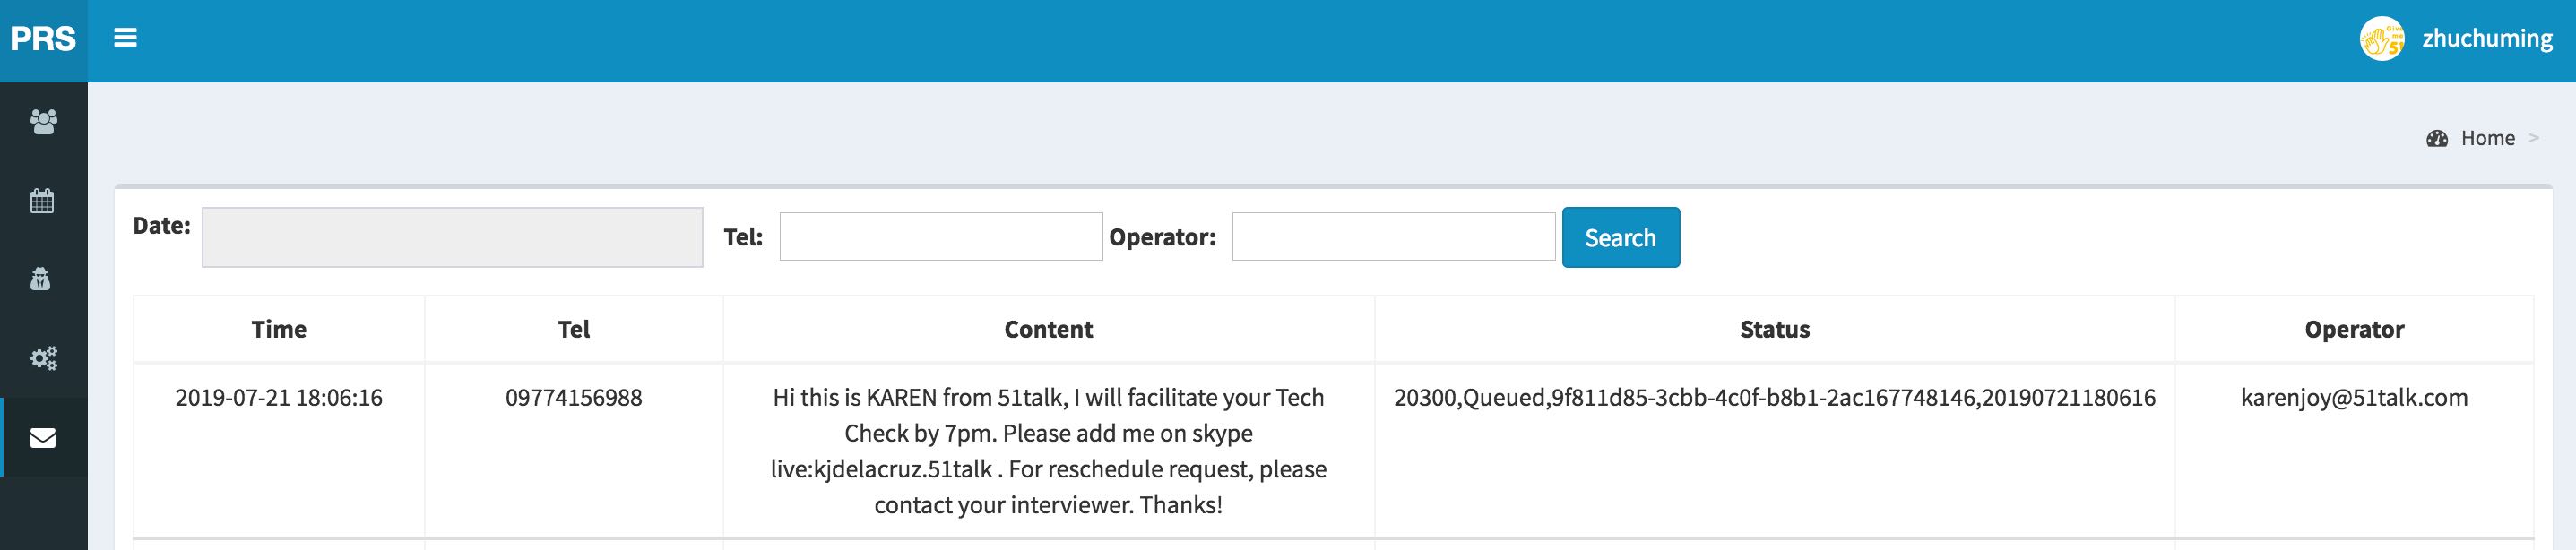 PRS
zhuchuming
Home >
Date: Tel: Operator: Search
Time Tel Content Status Operator
2019-07-21 18:06:16 09774156988 Hi this is KAREN from 51talk, I will facilitate your Tech 20300,Queued,9f811d85-3cbb-4c0f-b8b1-2ac167748146,20190721180616 karenjoy@51talk.com
Check by 7pm. Please add me on skype
live:kjdelacruz.51talk . For reschedule request, please
contact your interviewer. Thanks!